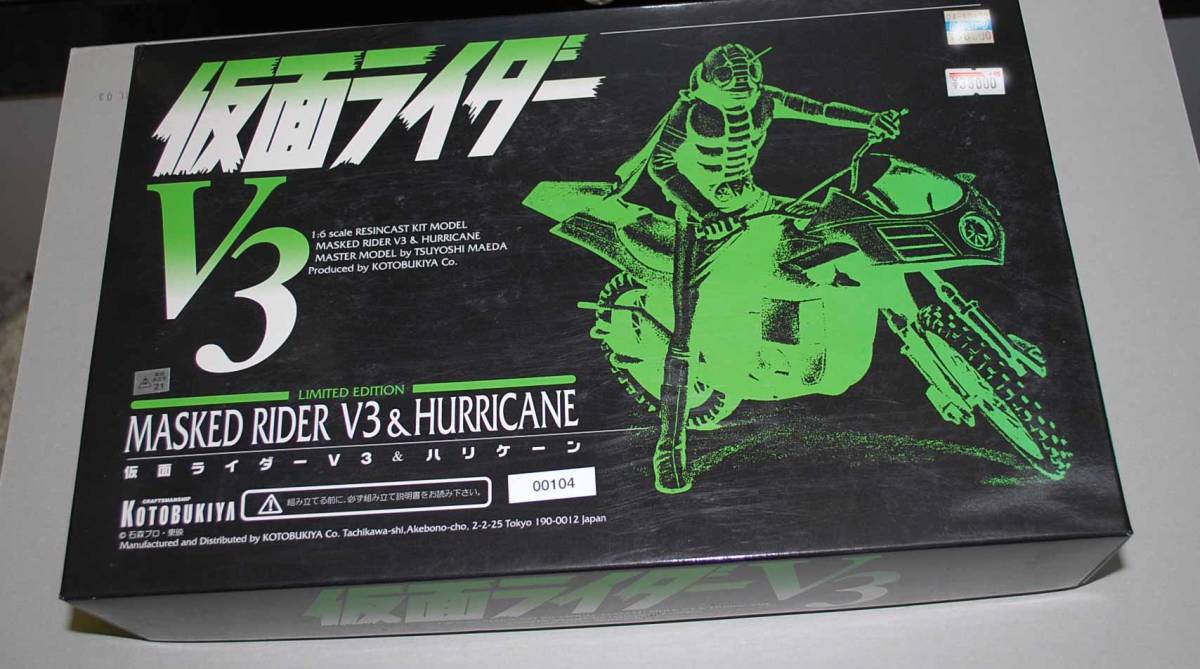 仮面ライダー
V3
1:6 scale RESINCAST KIT MODEL
MASKED RIDER V3 & HURRICANE
MASTER MODEL by TSUYOSHI MAEDA
Produced by KOTOBUKIYA Co.
21
LIMITED EDITION
MASKED RIDER V3 & HURRICANE
仮面ライダーV3 & ハリケーン
CRAFTSMANSHIP
KOTOBUKIYA
組み立てる前に、必ず組み立て説明書をお読み下さい。
00104
© 石森プロ・東映
Manufactured and Distributed by KOTOBUKIYA Co. Tachikawa-shi,Akebono-cho, 2-2-25 Tokyo 190-0012 Japan
仮面ライダーV3